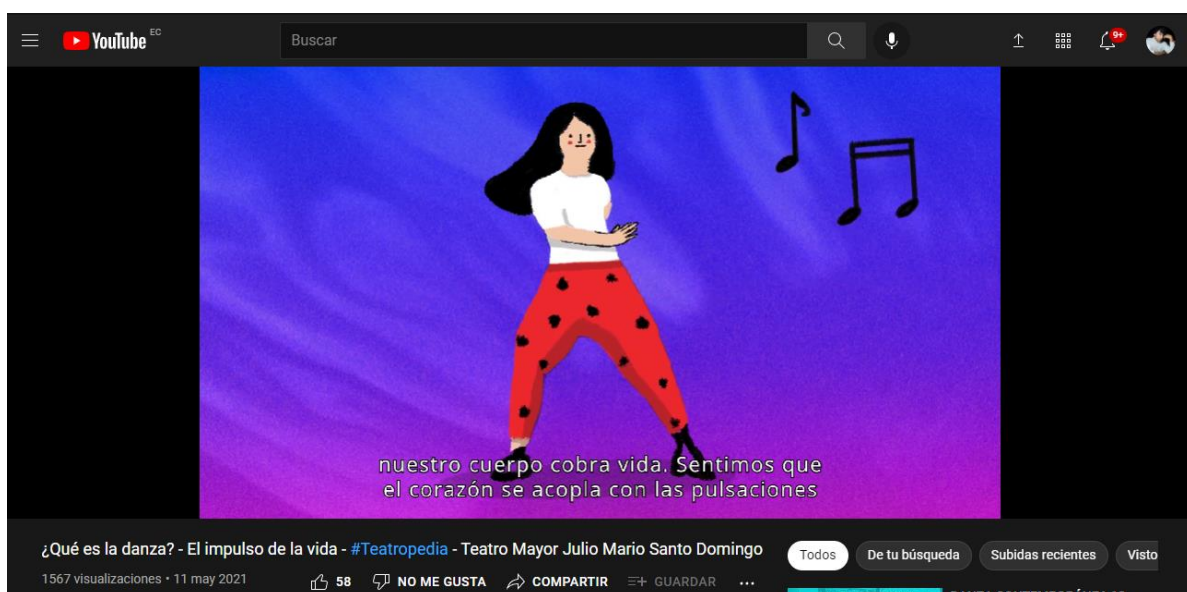 YouTube EC
Buscar
9+
nuestro cuerpo cobra vida. Sentimos que
el corazón se acopla con las pulsaciones
¿Qué es la danza? - El impulso de la vida - #Teatropedia - Teatro Mayor Julio Mario Santo Domingo
1567 visualizaciones • 11 may 2021
58 NO ME GUSTA COMPARTIR GUARDAR ...
Todos De tu búsqueda Subidas recientes Visto